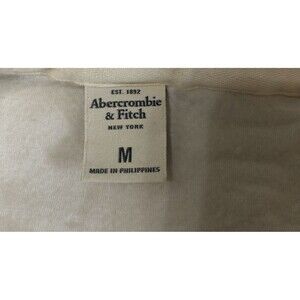 EST. 1892
Abercrombie
& Fitch
NEW YORK
M
MADE IN PHILIPPINES